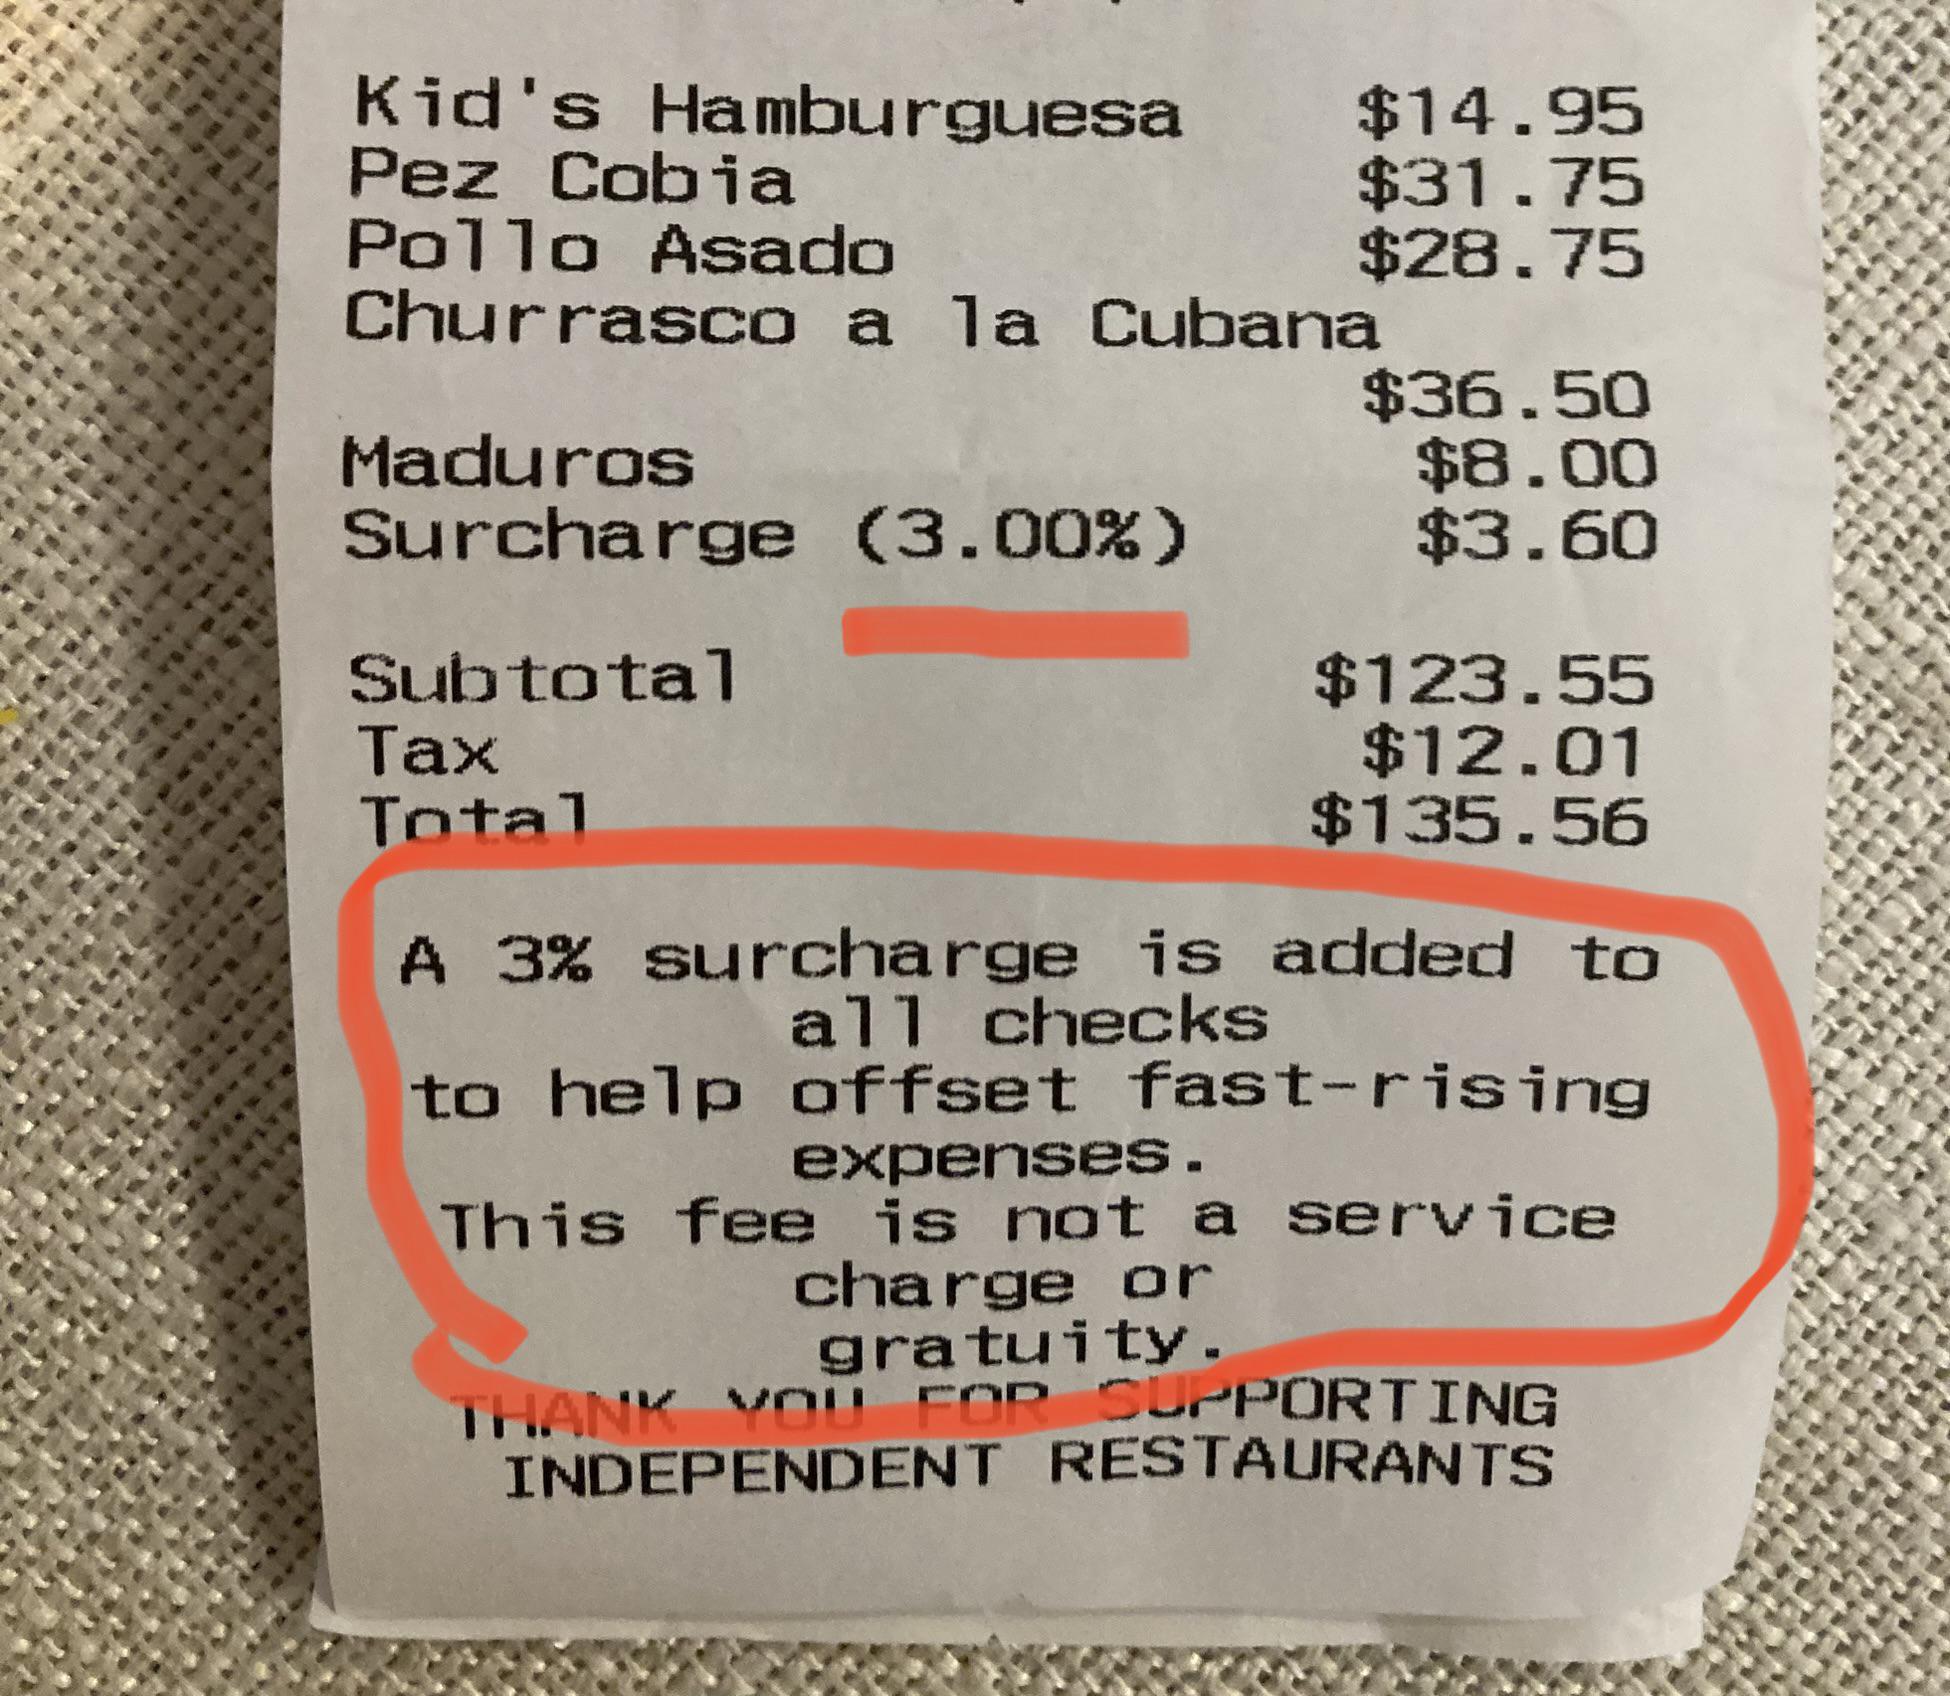 Kid's Hamburguesa $14.95
Pez Cobia $31.75
Pollo Asado $28.75
Churrasco a la Cubana
$36.50
Maduros $8.00
Surcharge (3.00%) $3.60
Subtotal $123.55
Tax $12.01
Total $135.56
A 3% surcharge is added to
all checks
to help offset fast-rising
expenses.
This fee is not a service
charge or
gratuity.
THANK YOU FOR SUPPORTING
INDEPENDENT RESTAURANTS